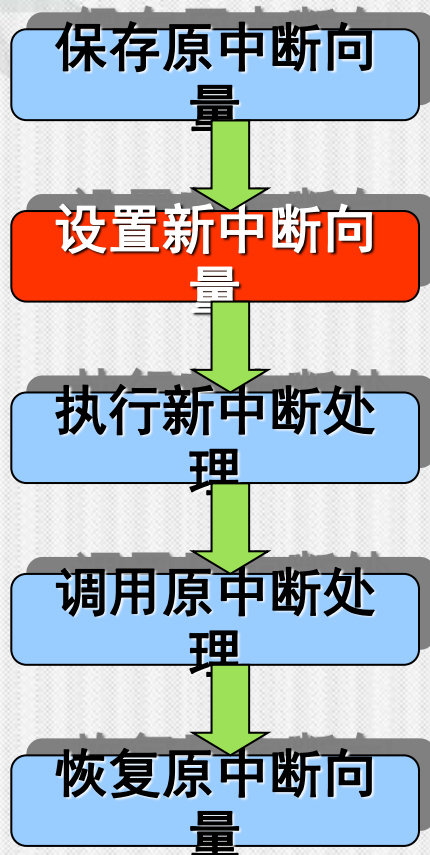 保存原中断向
量
设置新中断向
量
执行新中断处
理
调用原中断处
理
恢复原中断向
量